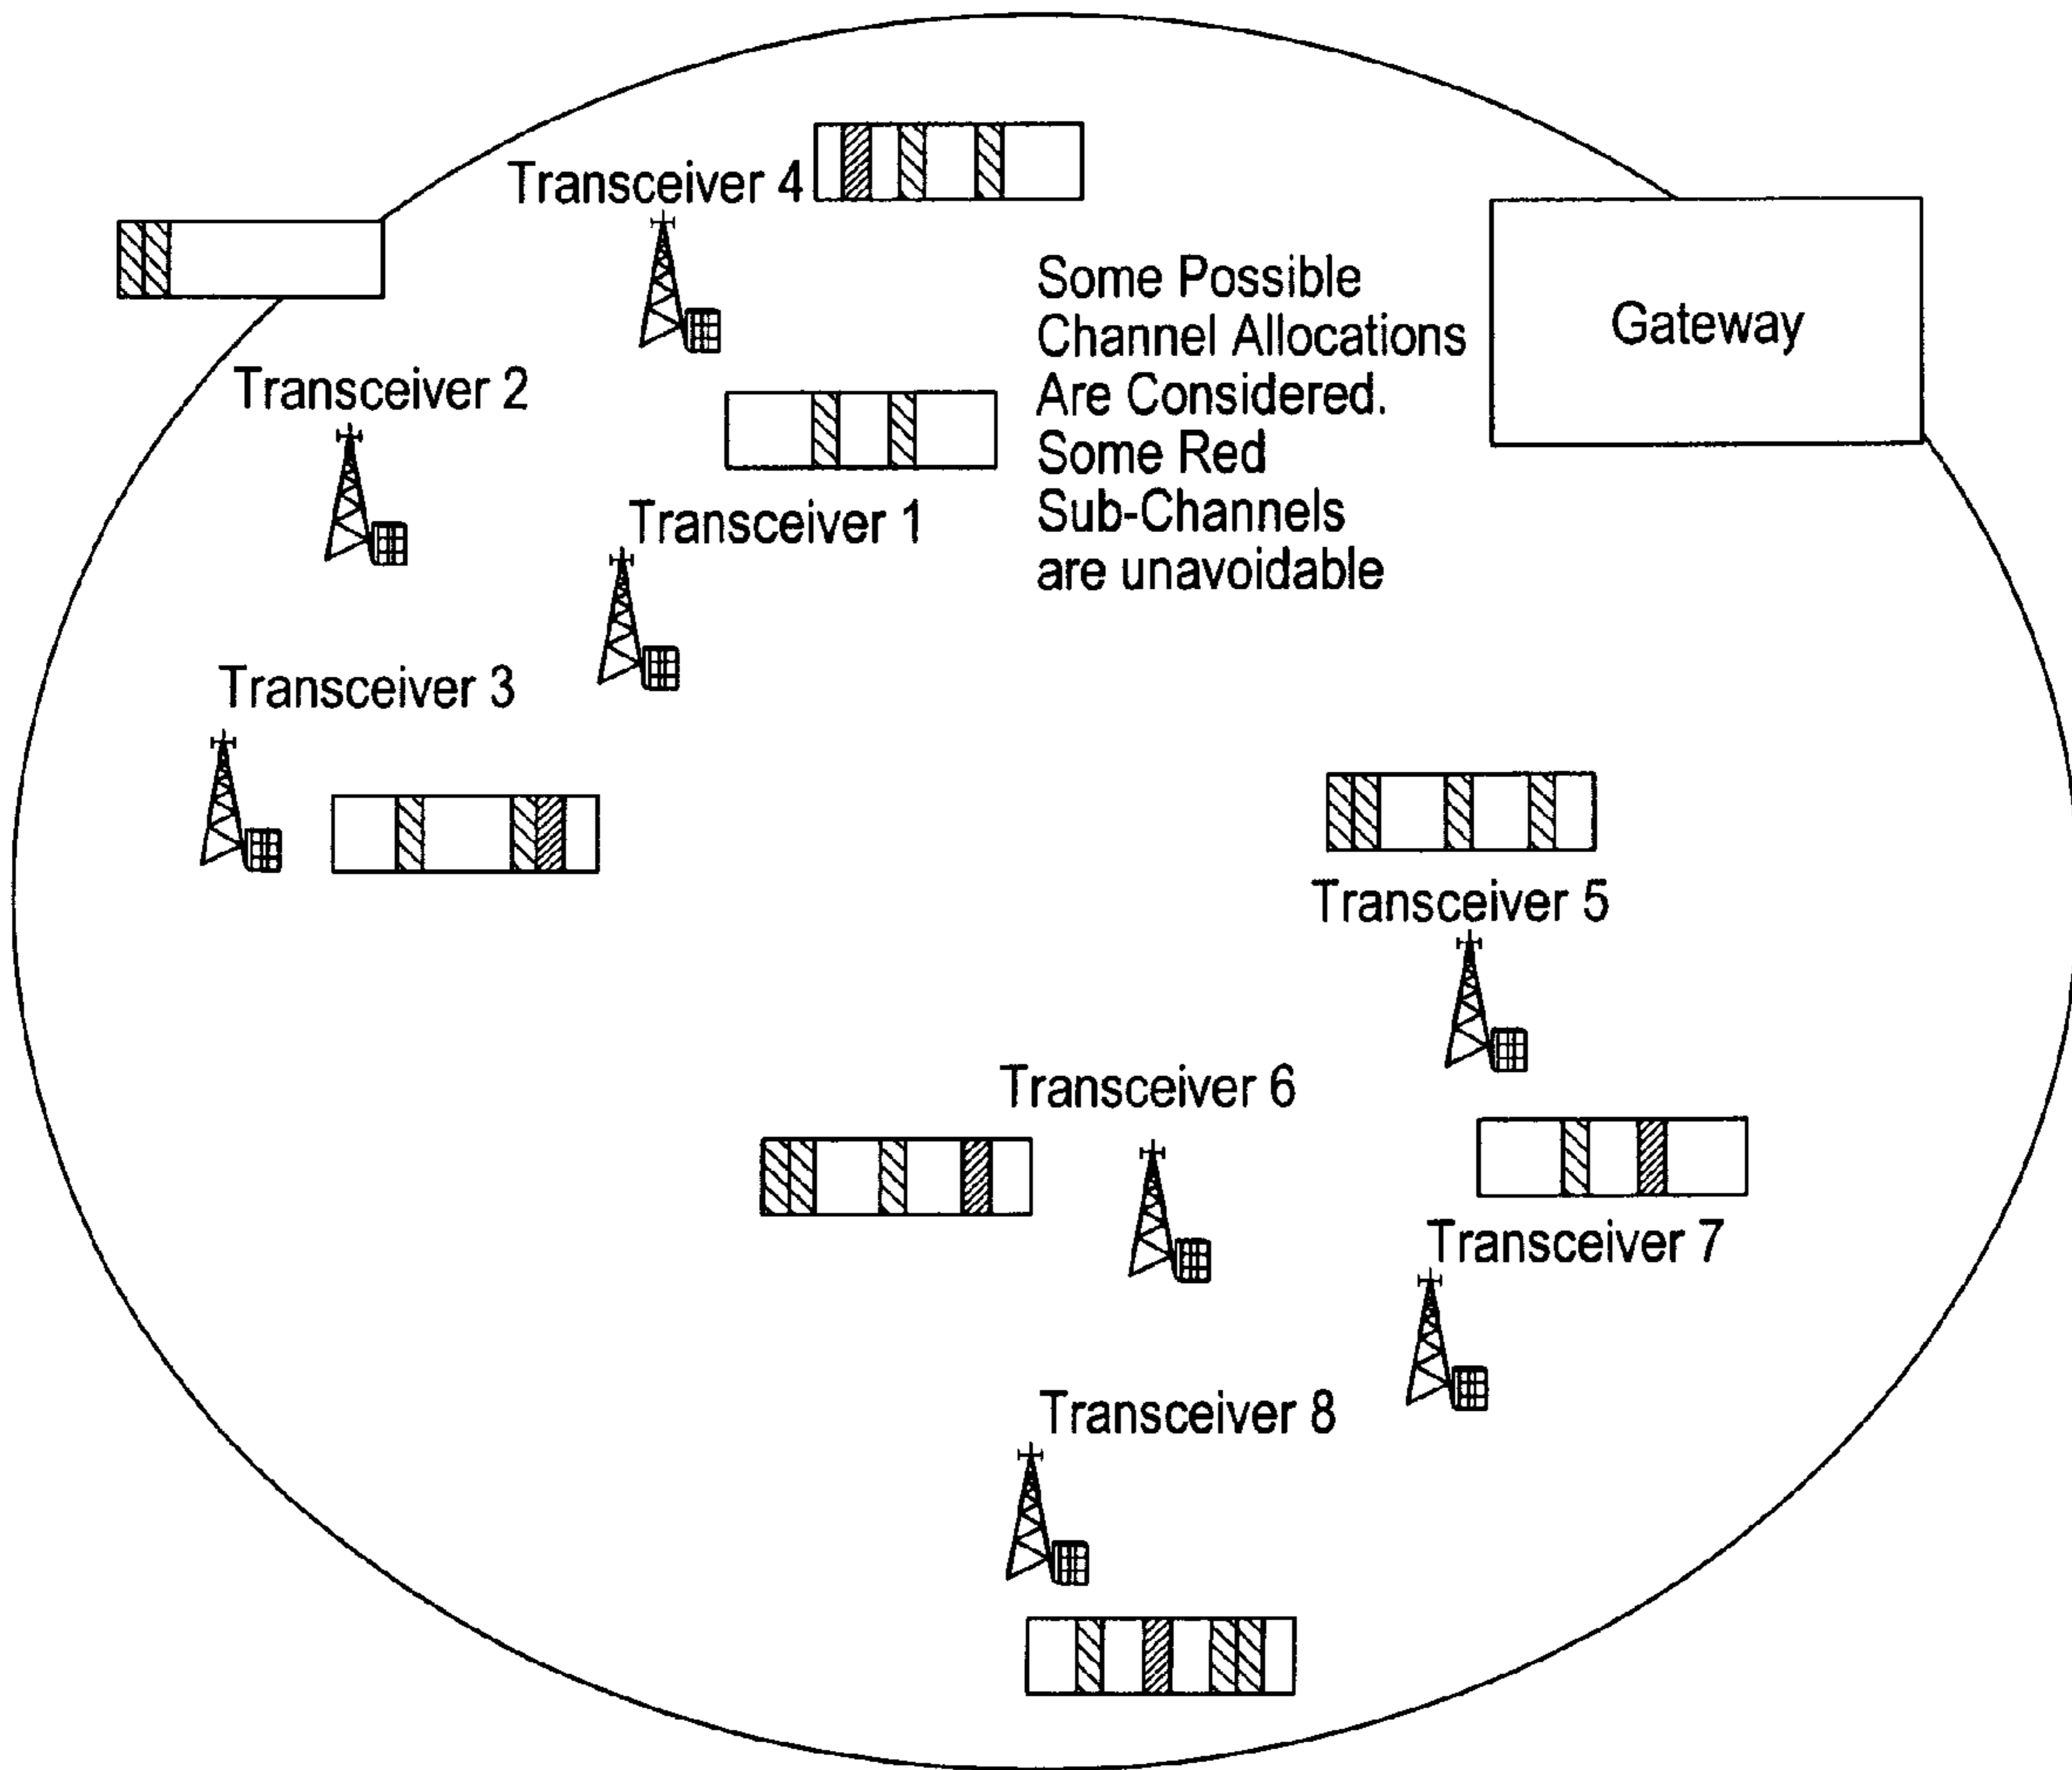 Transceiver 4
Some Possible
Channel Allocations
Are Considered.
Some Red
Sub-Channels
are unavoidable
Gateway
Transceiver 2
Transceiver 1
Transceiver 3
Transceiver 5
Transceiver 6
Transceiver 7
Transceiver 8